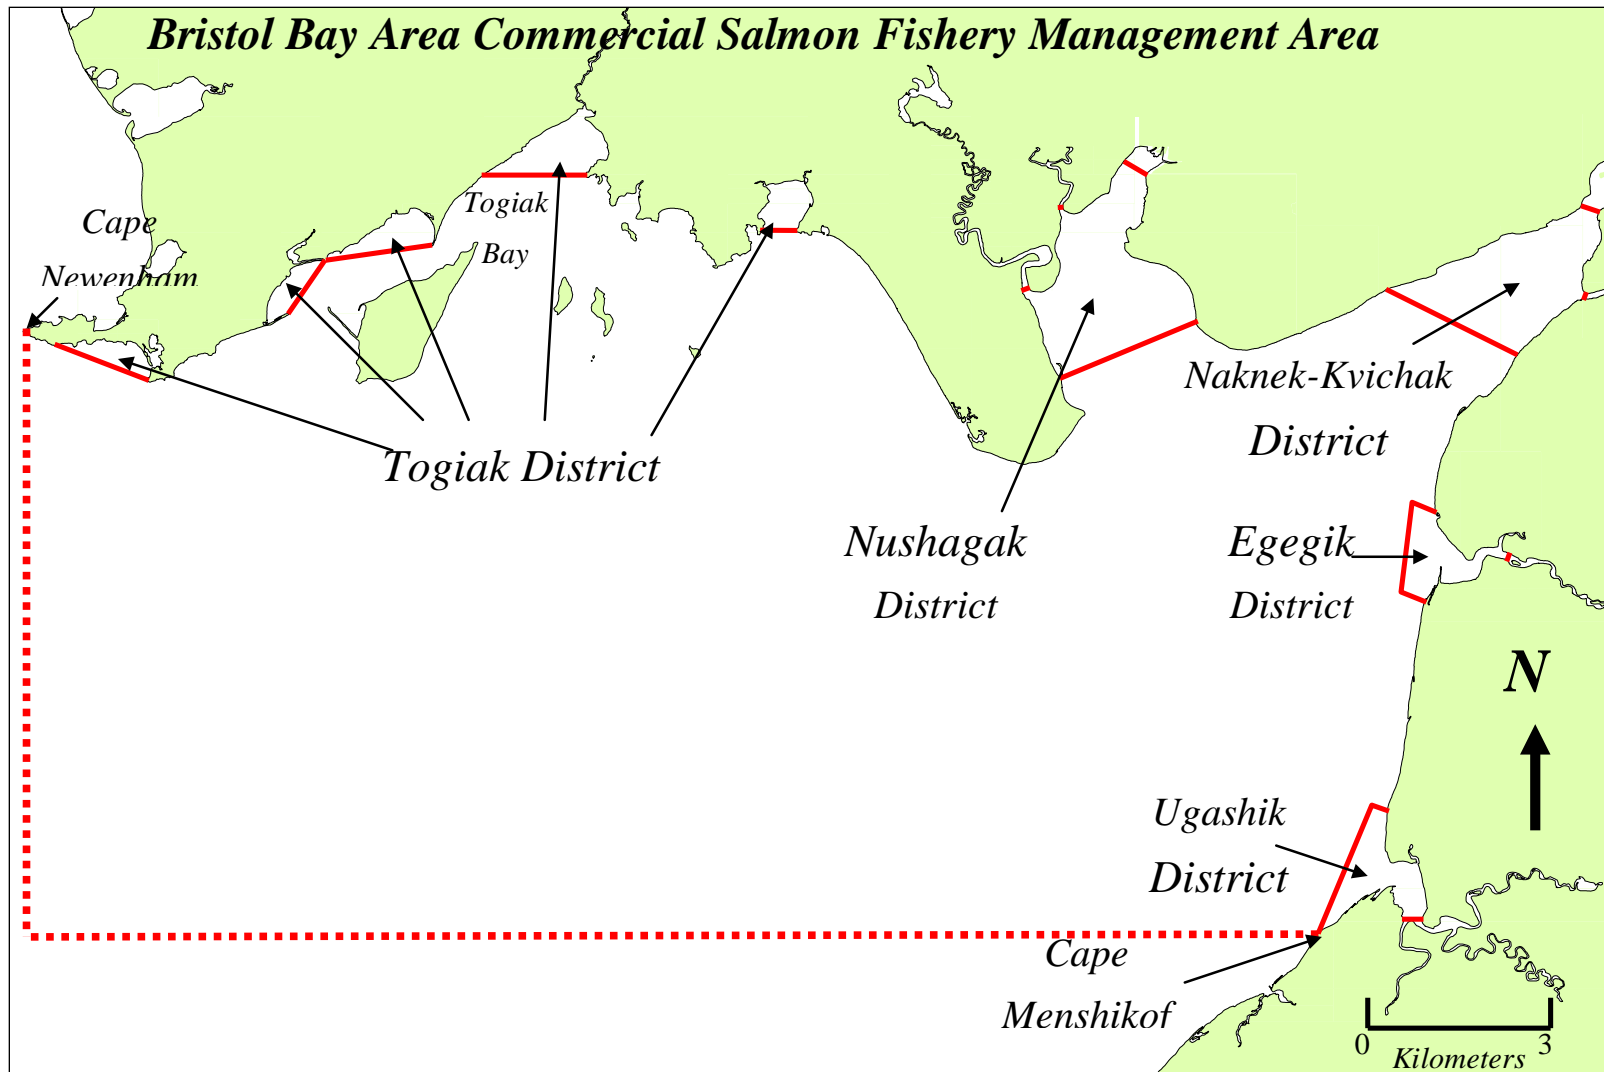 Bristol Bay Area Commercial Salmon Fishery Management Area
Togiak
Bay
Cape
Newenham
Togiak District
Naknek-Kvichak
District
Nushagak
District
Egegik
District
N
Ugashik
District
Cape
Menshikof
0 3
Kilometers